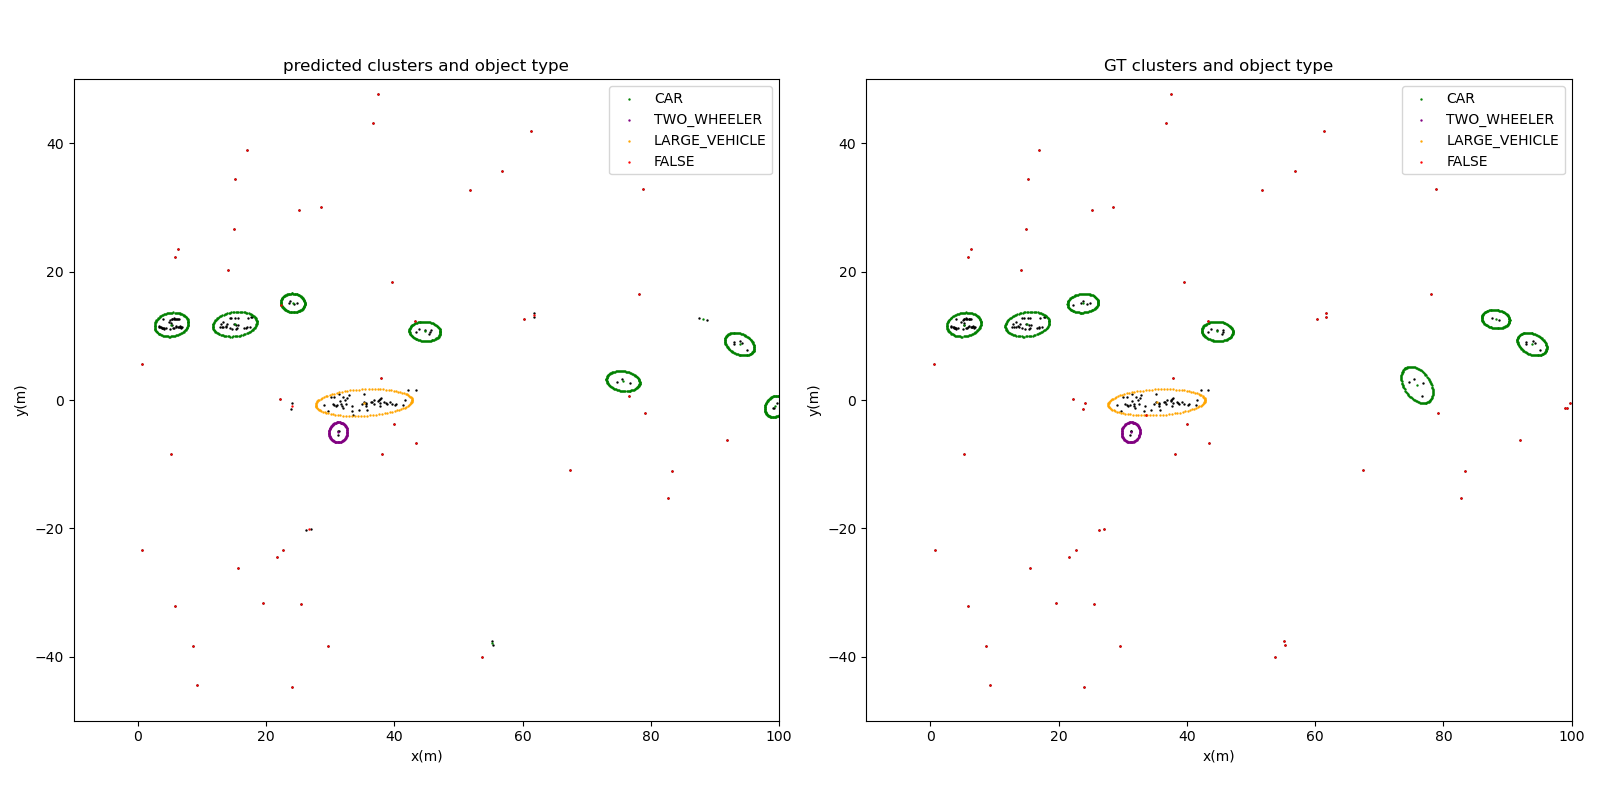 predicted clusters and object type
CAR
TWO_WHEELER
LARGE_VEHICLE
FALSE
40
20
0
−20
−40
y(m)
0
20
40
60
80
100
x(m)
GT clusters and object type
CAR
TWO_WHEELER
LARGE_VEHICLE
FALSE
40
20
0
−20
−40
y(m)
0
20
40
60
80
100
x(m)